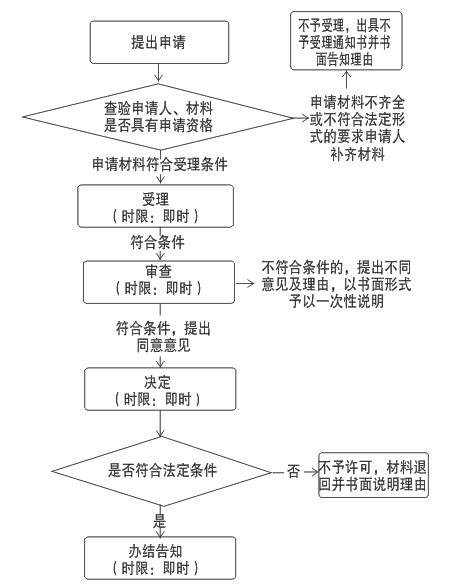 提出申请
不予受理，出具不
予受理通知书并书
面告知理由
查验申请人、材料
是否具有申请资格
申请材料不齐全
或不符合法定形
式的要求申请人
补齐材料
申请材料符合受理条件
受理
（时限：即时）
符合条件
审查
（时限：即时）
不符合条件的，提出不同
意见及理由，以书面形式
予以一次性说明
符合条件，提出
同意意见
决定
（时限：即时）
是否符合法定条件
否
不予许可，材料退
回并书面说明理由
是
办结告知
（时限：即时）